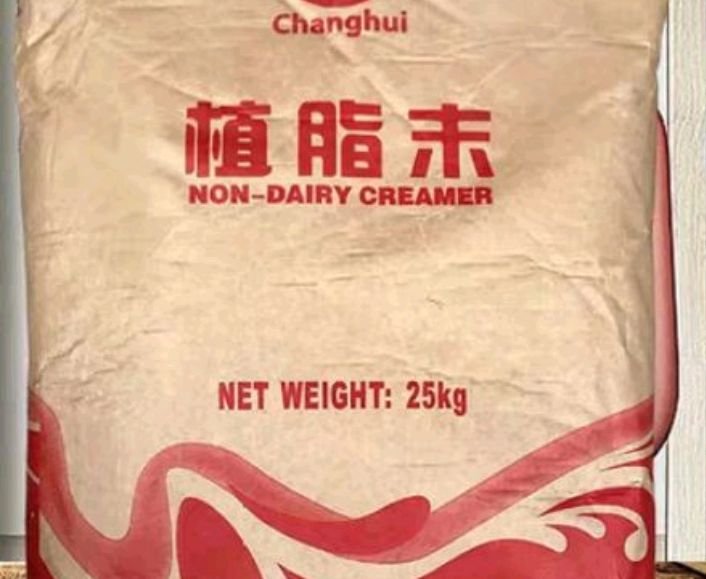 Changhui
植脂末
NON-DAIRY CREAMER
NET WEIGHT: 25kg